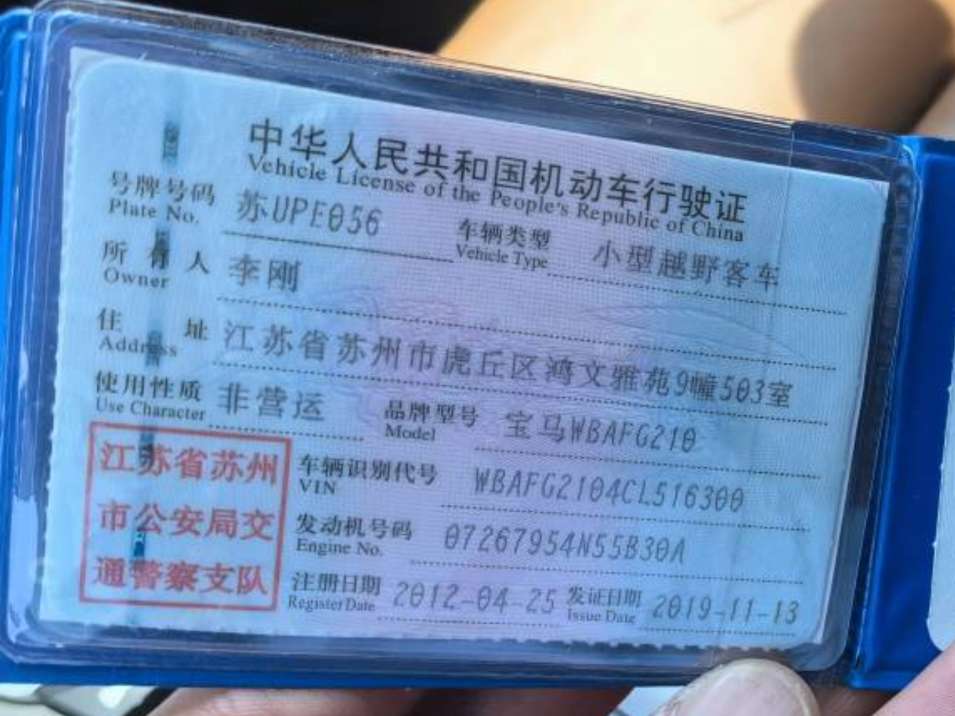 中华人民共和国机动车行驶证
Vehicle License of the People's Republic of China
号牌号码 苏UPE056 车辆类型 小型越野客车
Plate No. Vehicle Type
所有人 李刚
Owner
住址 江苏省苏州市虎丘区鸿文雅苑9幢503室
Address
使用性质 非营运 品牌型号 宝马WBAFG210
Use Character Model
江苏省苏州 车辆识别代号 WBAFG2104CL516300
VIN
市公安局交 发动机号码 07267954N55B30A
Engine No.
通警察支队 注册日期 2012-04-25 发证日期 2019-11-13
Register Date Issue Date